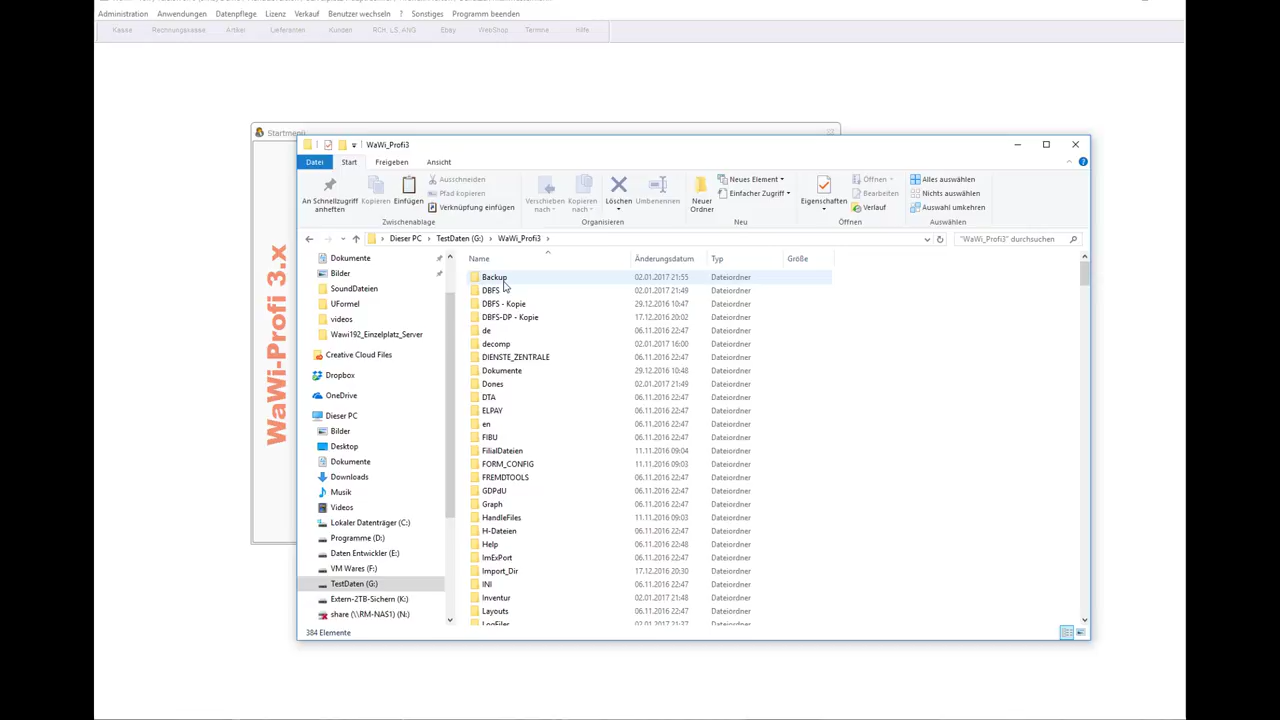 Administration Anwendungen Datenpflege Lizenz Verkauf Benutzer wechseln ? Sonstiges Programm beenden
Kasse Rechnungskasse Artikel Lieferanten Kunden RCH, LS, ANG Ebay WebShop Termine Hilfe
Startmenü
WaWi-Profi 3.x
WaWi_Profi3
Datei Start Freigeben Ansicht
An Schnellzugriff anheften
Kopieren
Einfügen
Ausschneiden
Pfad kopieren
Verknüpfung einfügen
Zwischenablage
Verschieben nach
Kopieren nach
Löschen
Umbenennen
Organisieren
Neuer Ordner
Neues Element
Einfacher Zugriff
Neu
Eigenschaften
Öffnen
Bearbeiten
Verlauf
Öffnen
Alles auswählen
Nichts auswählen
Auswahl umkehren
Auswählen
Dieser PC > TestDaten (G:) > WaWi_Profi3 >
"WaWi_Profi3" durchsuchen
Dokumente
Bilder
SoundDateien
UFormel
videos
Wawi192_Einzelplatz_Server
Creative Cloud Files
Dropbox
OneDrive
Dieser PC
Bilder
Desktop
Dokumente
Downloads
Musik
Videos
Lokaler Datenträger (C:)
Programme (D:)
Daten Entwickler (E:)
VM Wares (F:)
TestDaten (G:)
Extern-2TB-Sichern (K:)
share (\\RM-NAS1) (N:)
Name Änderungsdatum Typ Größe
Backup 02.01.2017 21:55 Dateiordner
DBFS 02.01.2017 21:49 Dateiordner
DBFS - Kopie 29.12.2016 10:47 Dateiordner
DBFS-DP - Kopie 17.12.2016 20:02 Dateiordner
de 06.11.2016 22:47 Dateiordner
decomp 02.01.2017 16:00 Dateiordner
DIENSTE_ZENTRALE 06.11.2016 22:47 Dateiordner
Dokumente 29.12.2016 10:48 Dateiordner
Dones 02.01.2017 21:49 Dateiordner
DTA 06.11.2016 22:47 Dateiordner
ELPAY 06.11.2016 22:47 Dateiordner
en 06.11.2016 22:47 Dateiordner
FIBU 06.11.2016 22:47 Dateiordner
FilialDateien 11.11.2016 09:04 Dateiordner
FORM_CONFIG 11.11.2016 09:03 Dateiordner
FREMDTOOLS 06.11.2016 22:47 Dateiordner
GDPdU 06.11.2016 22:47 Dateiordner
Graph 06.11.2016 22:47 Dateiordner
HandleFiles 11.11.2016 09:03 Dateiordner
H-Dateien 06.11.2016 22:47 Dateiordner
Help 06.11.2016 22:48 Dateiordner
ImExPort 06.11.2016 22:47 Dateiordner
Import_Dir 17.12.2016 20:30 Dateiordner
INI 06.11.2016 22:47 Dateiordner
Inventur 02.01.2017 21:48 Dateiordner
Layouts 06.11.2016 22:47 Dateiordner
LogFiles 02.01.2017 21:37 Dateiordner
384 Elemente